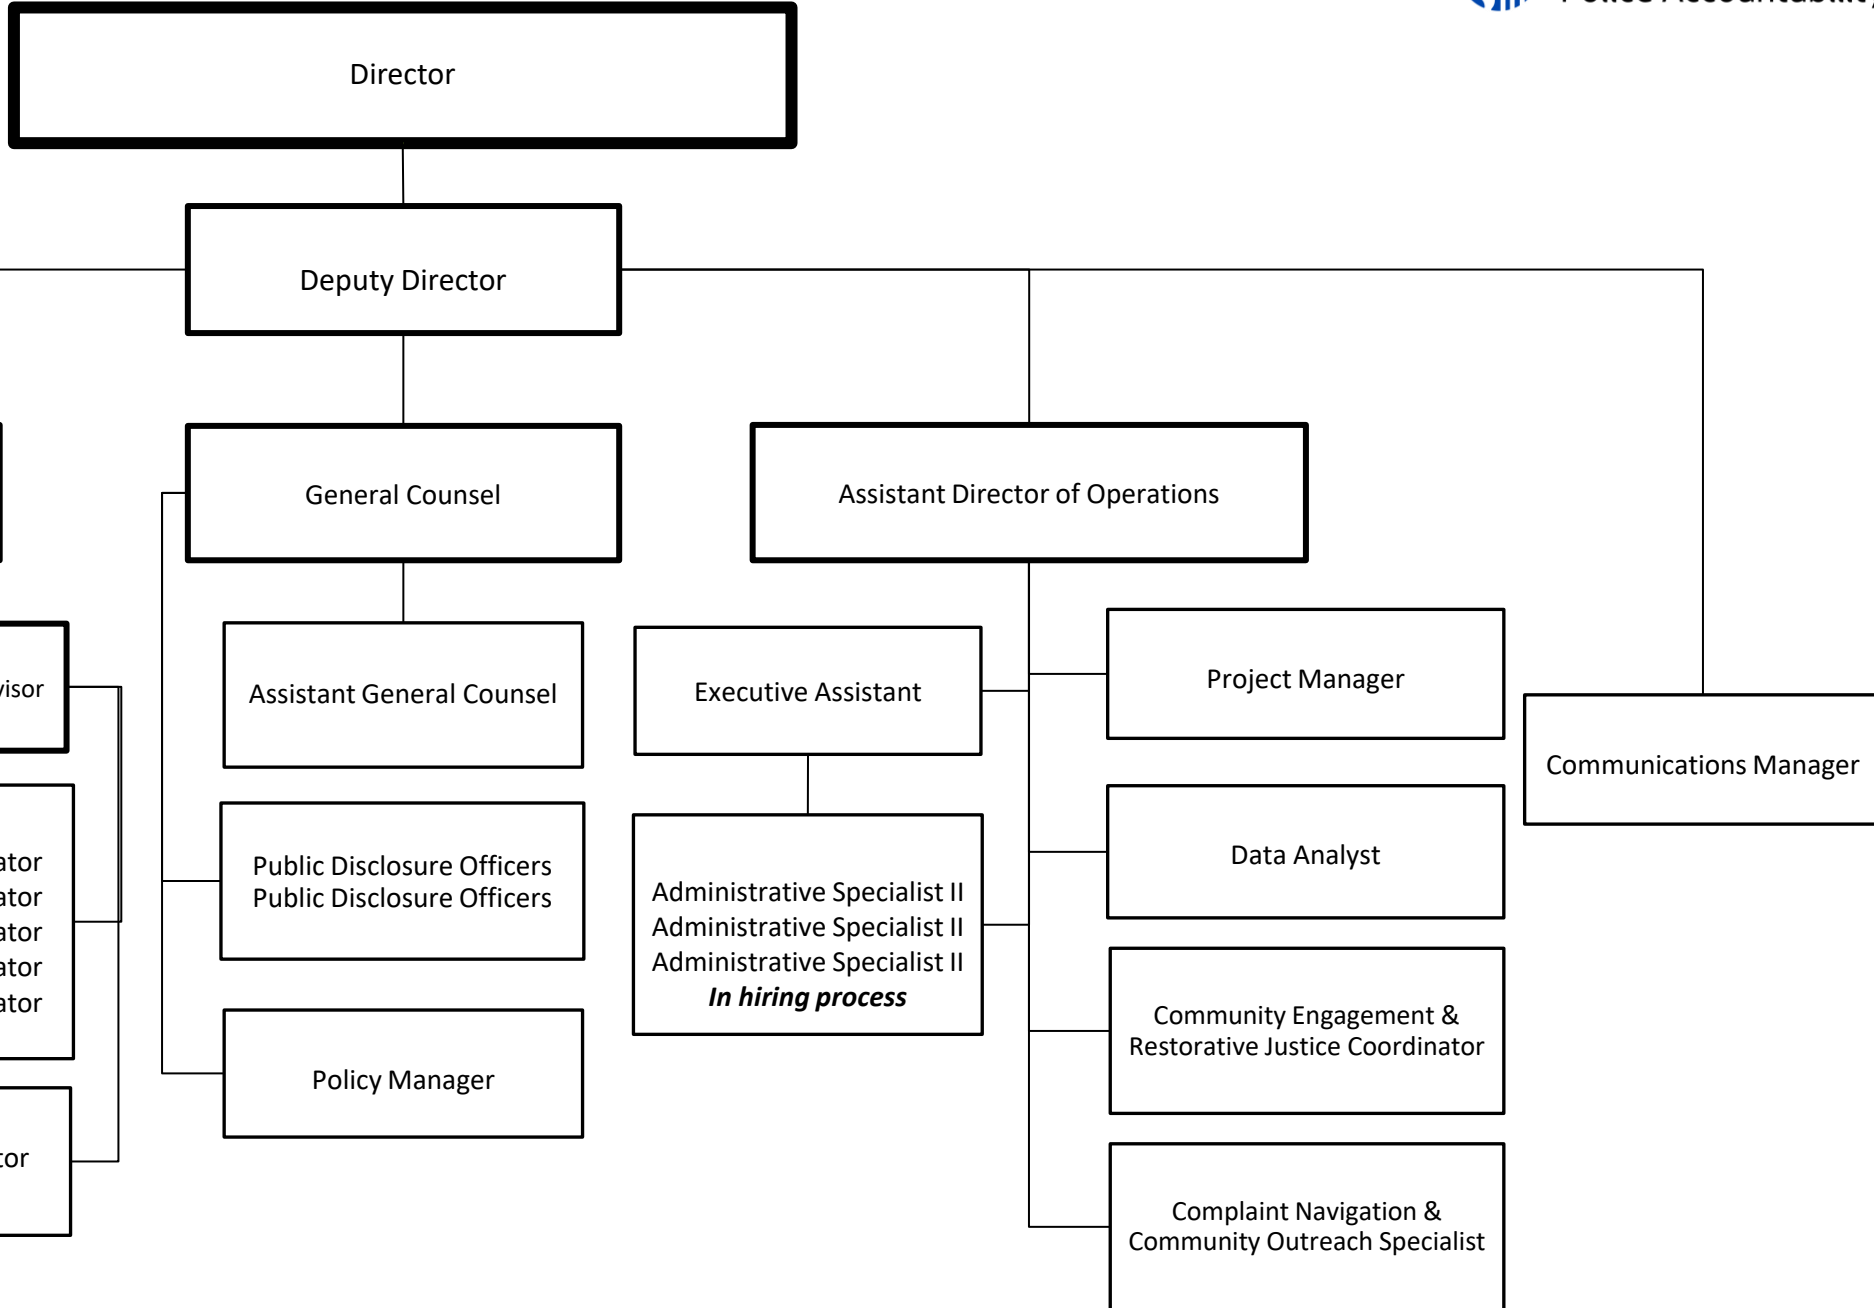 Police Accountability
Director
Deputy Director
General Counsel
Assistant Director of Operations
Assistant General Counsel
Executive Assistant
Project Manager
Communications Manager
Public Disclosure Officers
Public Disclosure Officers
Administrative Specialist II
Administrative Specialist II
Administrative Specialist II
In hiring process
Data Analyst
Policy Manager
Community Engagement &
Restorative Justice Coordinator
Complaint Navigation &
Community Outreach Specialist